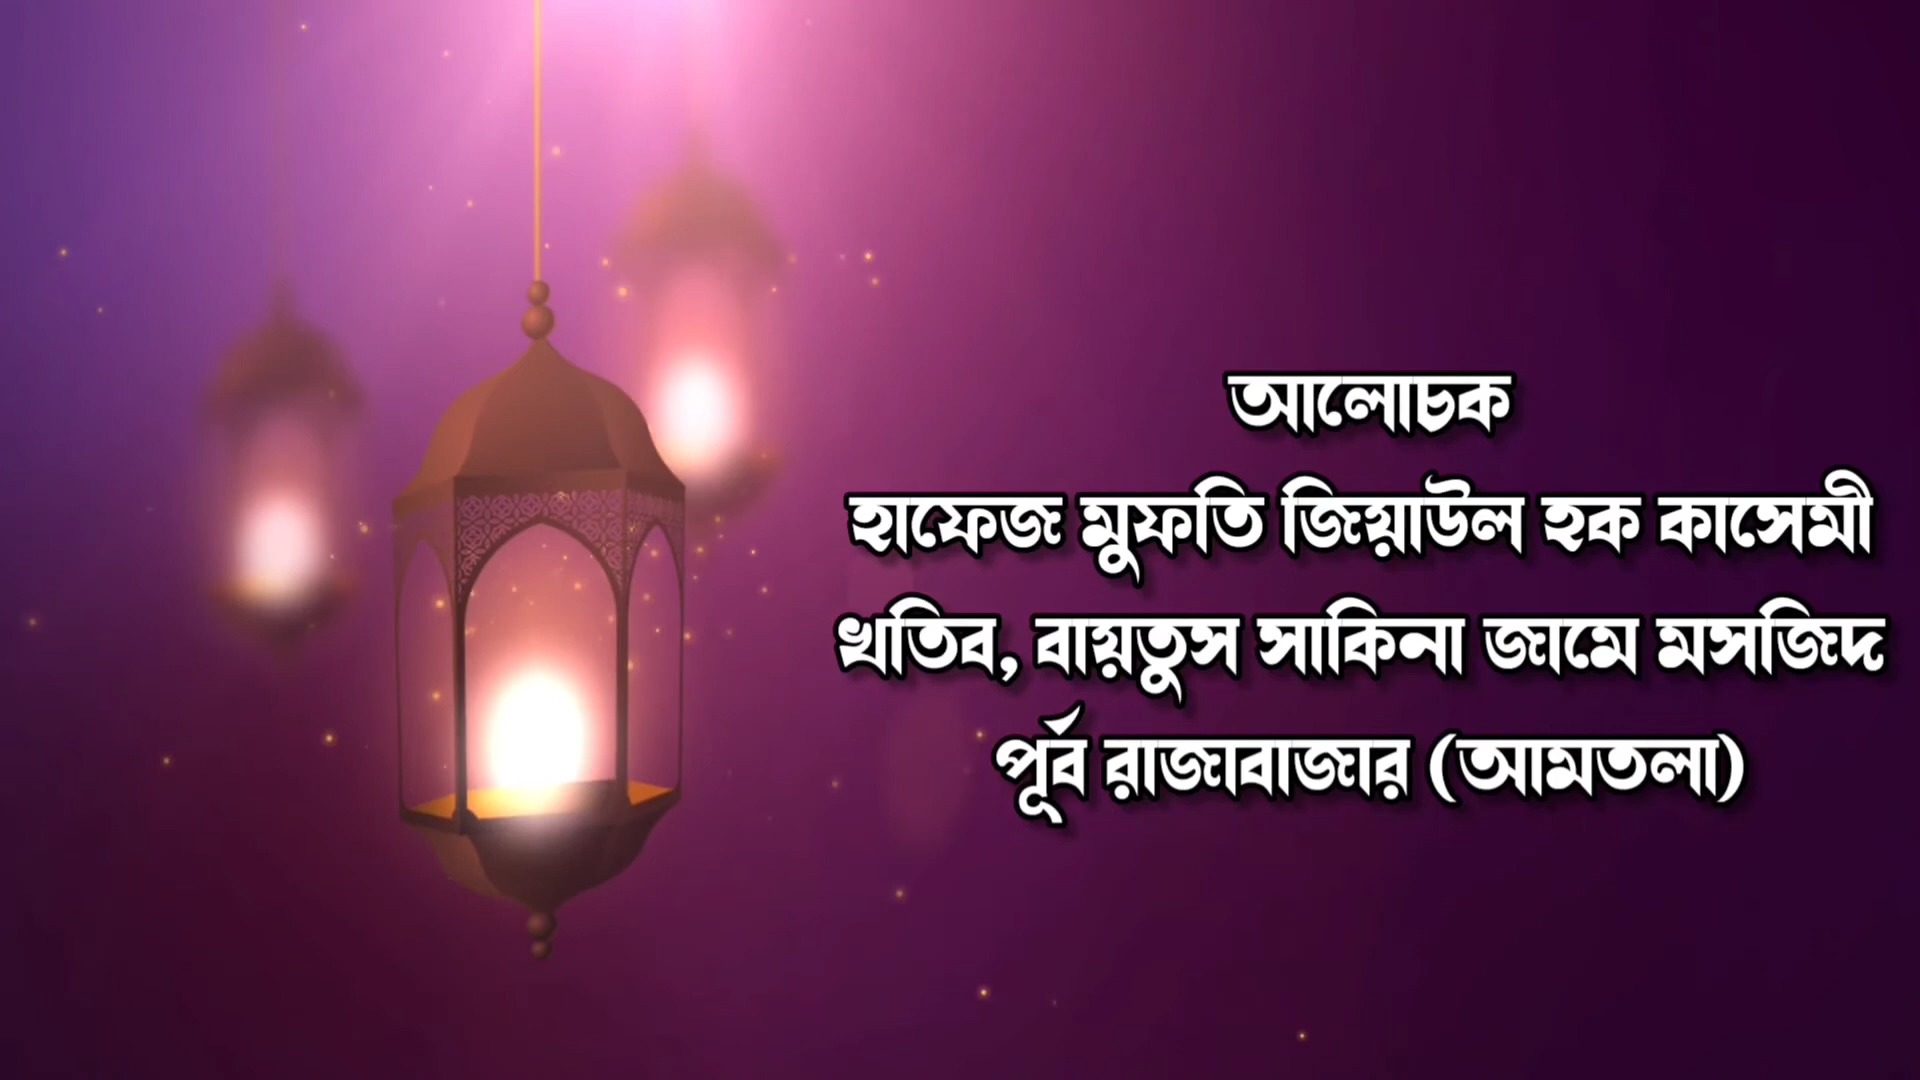 আলোচক
হাফেজ মুফতি জিয়াউল হক কাসেমী
খতিব, বায়তুস সাকিনা জামে মসজিদ
পূর্ব রাজাবাজার (আমতলা)